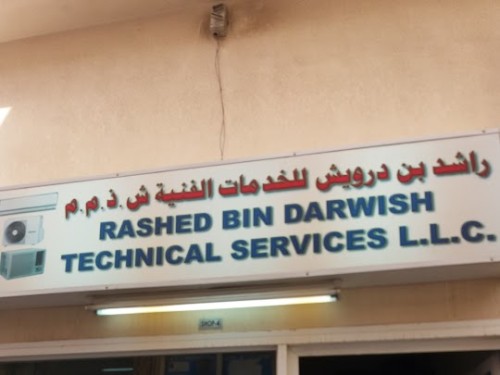 راشد بن درويش للخدمات الفنية ش.ذ.م.م
RASHED BIN DARWISH
TECHNICAL SERVICES L.L.C.